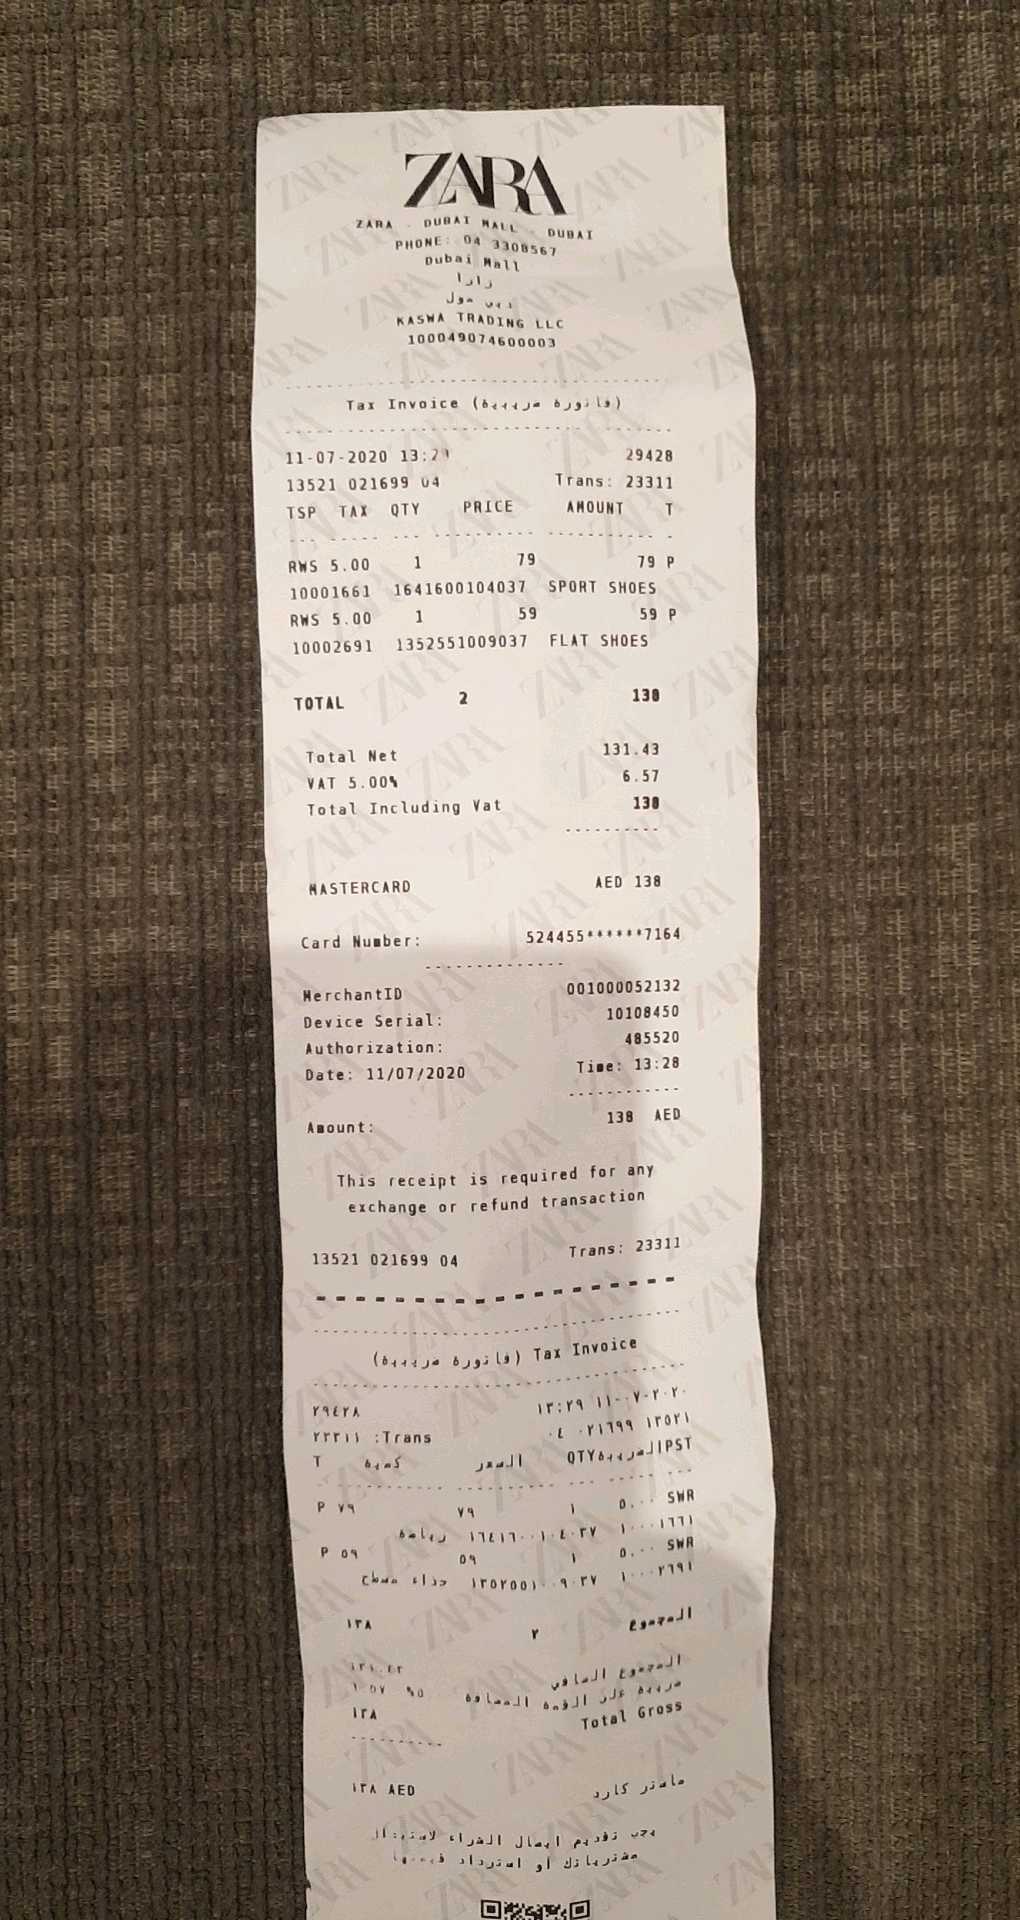 ZARA
ZARA - DUBAI MALL - DUBAI
PHONE: 04 3308567
Dubai Mall
زارا
دبي مول
KASWA TRADING LLC
100049074600003
Tax Invoice (فاتورة ضريبية)
11-07-2020 13:29 29428
13521 021699 04 Trans: 23311
TSP TAX QTY PRICE AMOUNT T
RWS 5.00 1 79 79 P
10001661 1641600104037 SPORT SHOES
RWS 5.00 1 59 59 P
10002691 1352551009037 FLAT SHOES
TOTAL 2 138
Total Net 131.43
VAT 5.00% 6.57
Total Including Vat 138
MASTERCARD AED 138
Card Number: 524455******7164
MerchantID 001000052132
Device Serial: 10108450
Authorization: 485520
Date: 11/07/2020 Time: 13:28
Amount: 138 AED
This receipt is required for any
exchange or refund transaction
13521 021699 04 Trans: 23311
(فاتورة ضريبية) Tax Invoice
٢٩٤٢٨ ١٣:٢٩ ١١-٠٧-٢٠٢٠
٢٣٣١١ :Trans ٠٤ ٠٢١٦٩٩ ١٣٥٢١
T كمية السعر QTYالضريبةPST
P ٧٩ ٧٩ ١ ٥,٠٠ SWR
رياضة ١٦٤١٦٠٠١٠٤٠٣٧ ١٠٠٠١٦٦١
P ٥٩ ٥٩ ١ ٥,٠٠ SWR
حذاء مسطح ١٣٥٢٥٥١٠٠٩٠٣٧ ١٠٠٠٢٦٩١
١٣٨ ٢ المجموع
١٣١,٤٣ المجموع الصافي
٥% ضريبة على القيمة المضافة
١٣٨ Total Gross
١٣٨ AED ماستر كارد
يجب تقديم ايصال الشراء لاستبدال
مشترياتك أو استرداد قيمتها